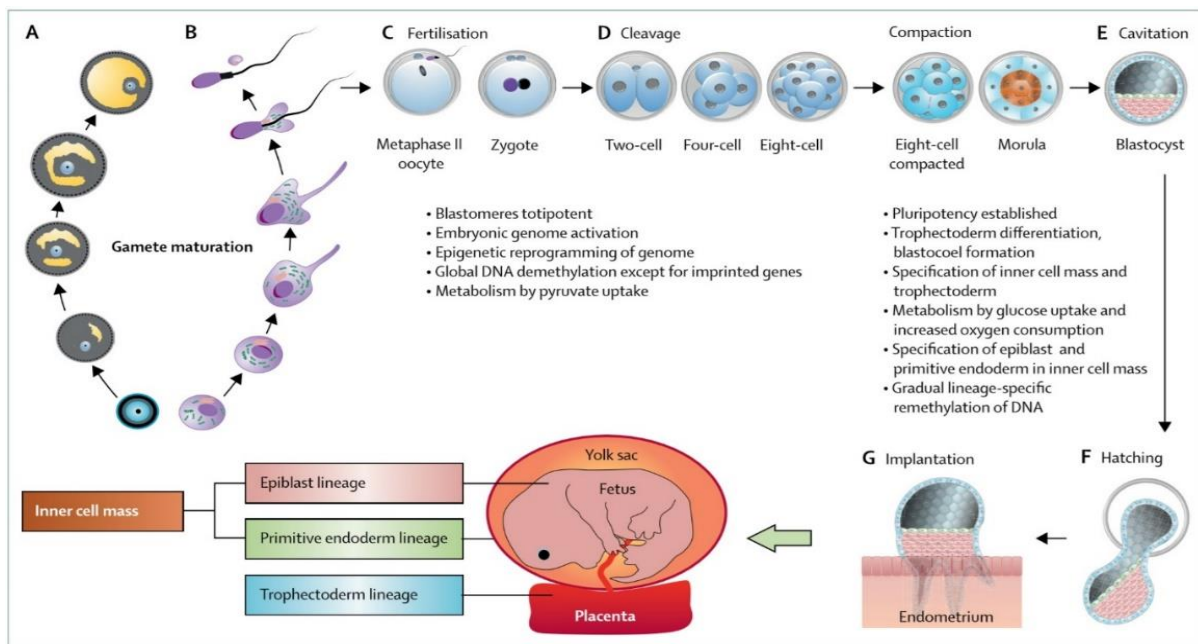 A
B
C Fertilisation
D Cleavage
Compaction
E Cavitation
Metaphase II
oocyte
Zygote
Two-cell
Four-cell
Eight-cell
Eight-cell
compacted
Morula
Blastocyst
Gamete maturation
• Blastomeres totipotent
• Embryonic genome activation
• Epigenetic reprogramming of genome
• Global DNA demethylation except for imprinted genes
• Metabolism by pyruvate uptake
• Pluripotency established
• Trophectoderm differentiation,
blastocoel formation
• Specification of inner cell mass and
trophectoderm
• Metabolism by glucose uptake and
increased oxygen consumption
• Specification of epiblast and
primitive endoderm in inner cell mass
• Gradual lineage-specific
remethylation of DNA
Inner cell mass
Epiblast lineage
Primitive endoderm lineage
Trophectoderm lineage
Yolk sac
Fetus
Placenta
G Implantation
Endometrium
F Hatching